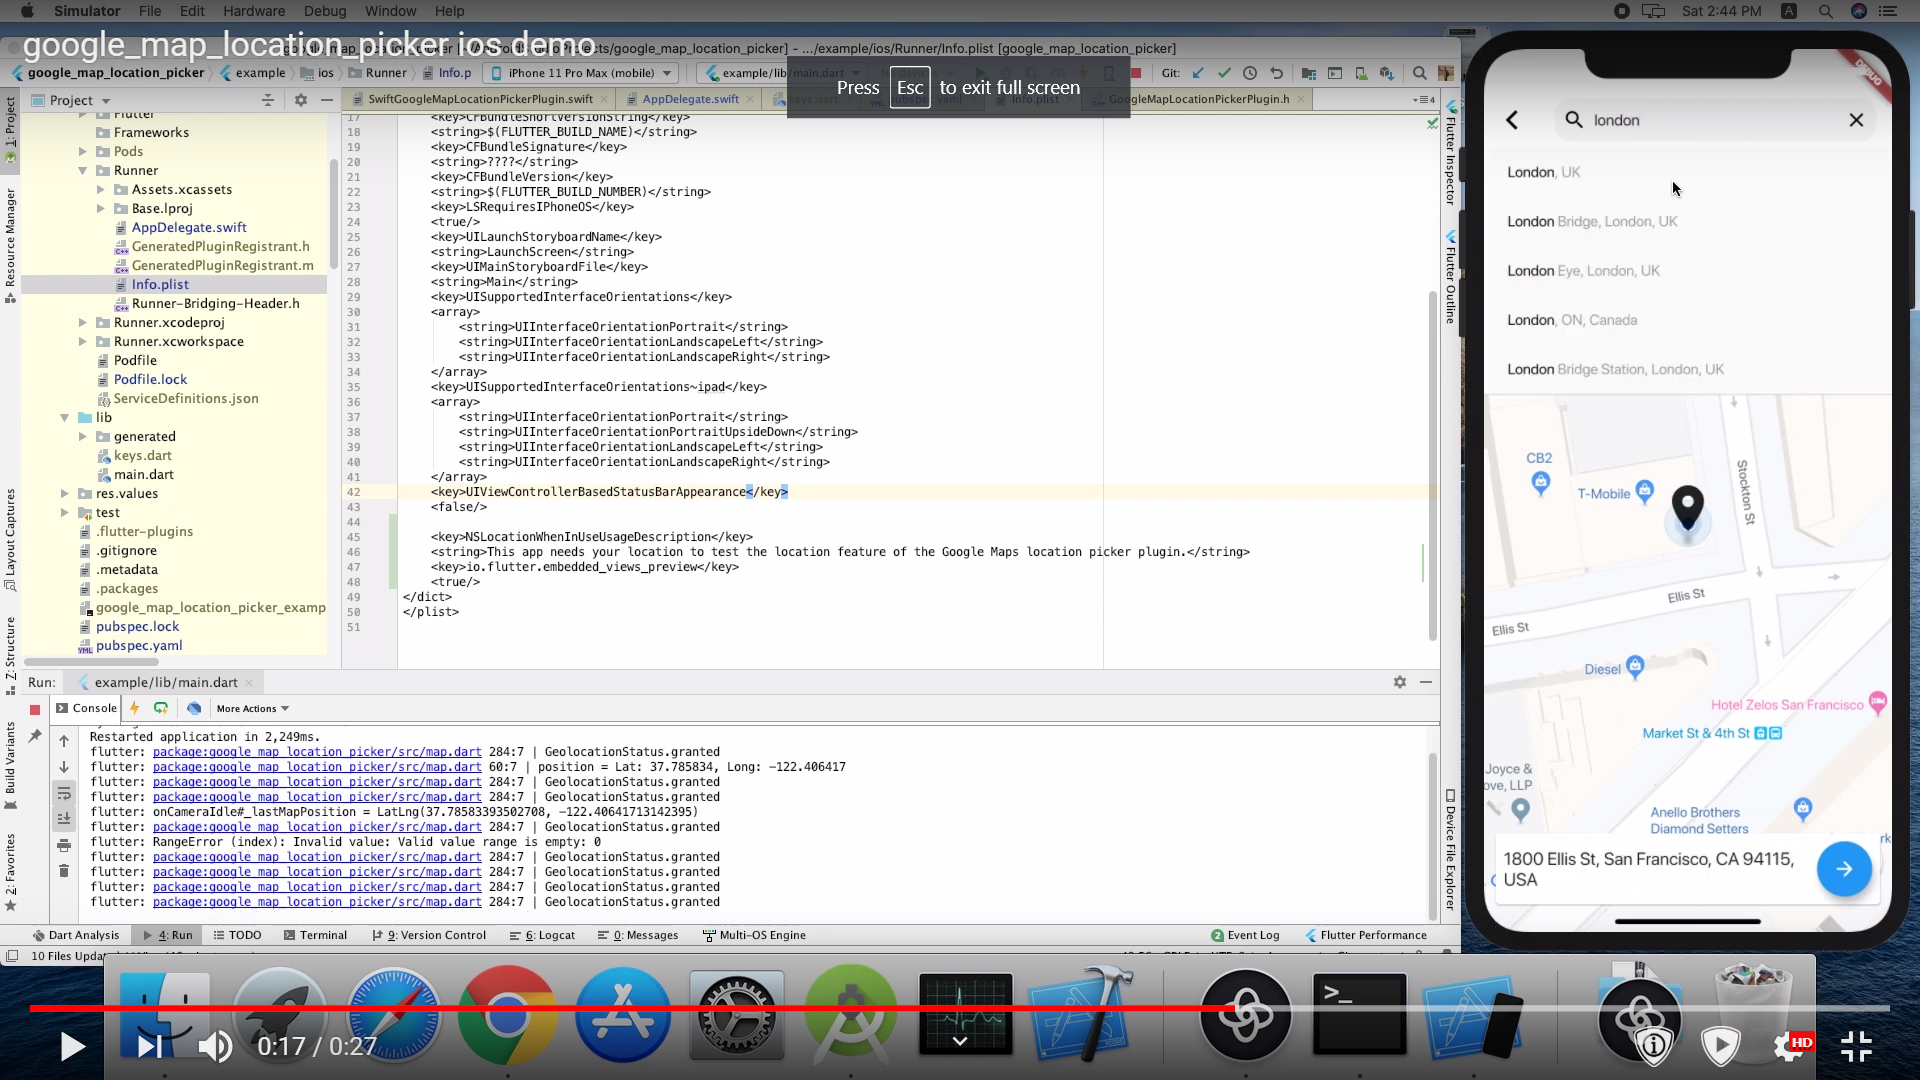 Simulator File Edit Hardware Debug Window Help
Sat 2:44 PM
google_map_location_picker ios demo
projects/google_map_location_picker] - .../example/ios/Runner/Info.plist [google_map_location_picker]
google_map_location_picker example ios Runner Info.p iPhone 11 Pro Max (mobile) example/lib/main.dart Git:
Press Esc to exit full screen
Project
SwiftGoogleMapLocationPickerPlugin.swift AppDelegate.swift keys.dart pubspec.yaml Info.plist GoogleMapLocationPickerPlugin.h
1: Project
Resource Manager
Layout Captures
Z: Structure
Build Variants
2: Favorites
Flutter
Frameworks
Pods
Runner
Assets.xcassets
Base.lproj
AppDelegate.swift
GeneratedPluginRegistrant.h
GeneratedPluginRegistrant.m
Info.plist
Runner-Bridging-Header.h
Runner.xcodeproj
Runner.xcworkspace
Podfile
Podfile.lock
ServiceDefinitions.json
lib
generated
keys.dart
main.dart
res.values
test
.flutter-plugins
.gitignore
.metadata
.packages
google_map_location_picker_examp
pubspec.lock
pubspec.yaml
17 <key>CFBundleShortVersionString</key>
18 <string>$(FLUTTER_BUILD_NAME)</string>
19 <key>CFBundleSignature</key>
20 <string>????</string>
21 <key>CFBundleVersion</key>
22 <string>$(FLUTTER_BUILD_NUMBER)</string>
23 <key>LSRequiresIPhoneOS</key>
24 <true/>
25 <key>UILaunchStoryboardName</key>
26 <string>LaunchScreen</string>
27 <key>UIMainStoryboardFile</key>
28 <string>Main</string>
29 <key>UISupportedInterfaceOrientations</key>
30 <array>
31 <string>UIInterfaceOrientationPortrait</string>
32 <string>UIInterfaceOrientationLandscapeLeft</string>
33 <string>UIInterfaceOrientationLandscapeRight</string>
34 </array>
35 <key>UISupportedInterfaceOrientations~ipad</key>
36 <array>
37 <string>UIInterfaceOrientationPortrait</string>
38 <string>UIInterfaceOrientationPortraitUpsideDown</string>
39 <string>UIInterfaceOrientationLandscapeLeft</string>
40 <string>UIInterfaceOrientationLandscapeRight</string>
41 </array>
42 <key>UIViewControllerBasedStatusBarAppearance</key>
43 <false/>
44
45 <key>NSLocationWhenInUseUsageDescription</key>
46 <string>This app needs your location to test the location feature of the Google Maps location picker plugin.</string>
47 <key>io.flutter.embedded_views_preview</key>
48 <true/>
49 </dict>
50 </plist>
51
Flutter Inspector
Flutter Outline
Device File Explorer
Run: example/lib/main.dart
Console More Actions
Restarted application in 2,249ms.
flutter: package:google_map_location_picker/src/map.dart 284:7 | GeolocationStatus.granted
flutter: package:google_map_location_picker/src/map.dart 60:7 | position = Lat: 37.785834, Long: -122.406417
flutter: package:google_map_location_picker/src/map.dart 284:7 | GeolocationStatus.granted
flutter: package:google_map_location_picker/src/map.dart 284:7 | GeolocationStatus.granted
flutter: onCameraIdle#_lastMapPosition = LatLng(37.78583393502708, -122.40641713142395)
flutter: package:google_map_location_picker/src/map.dart 284:7 | GeolocationStatus.granted
flutter: RangeError (index): Invalid value: Valid value range is empty: 0
flutter: package:google_map_location_picker/src/map.dart 284:7 | GeolocationStatus.granted
flutter: package:google_map_location_picker/src/map.dart 284:7 | GeolocationStatus.granted
flutter: package:google_map_location_picker/src/map.dart 284:7 | GeolocationStatus.granted
flutter: package:google_map_location_picker/src/map.dart 284:7 | GeolocationStatus.granted
Dart Analysis 4: Run TODO Terminal 9: Version Control 6: Logcat 0: Messages Multi-OS Engine 2 Event Log Flutter Performance
10 Files Updat
DEBUG
london
London, UK
London Bridge, London, UK
London Eye, London, UK
London, ON, Canada
London Bridge Station, London, UK
CB2
T-Mobile
Stockton St
Ellis St
Ellis St
Diesel
Hotel Zelos San Francisco
Market St & 4th St
Joyce &
ove, LLP
Anello Brothers
Diamond Setters
1800 Ellis St, San Francisco, CA 94115,
USA
0:17 / 0:27
HD